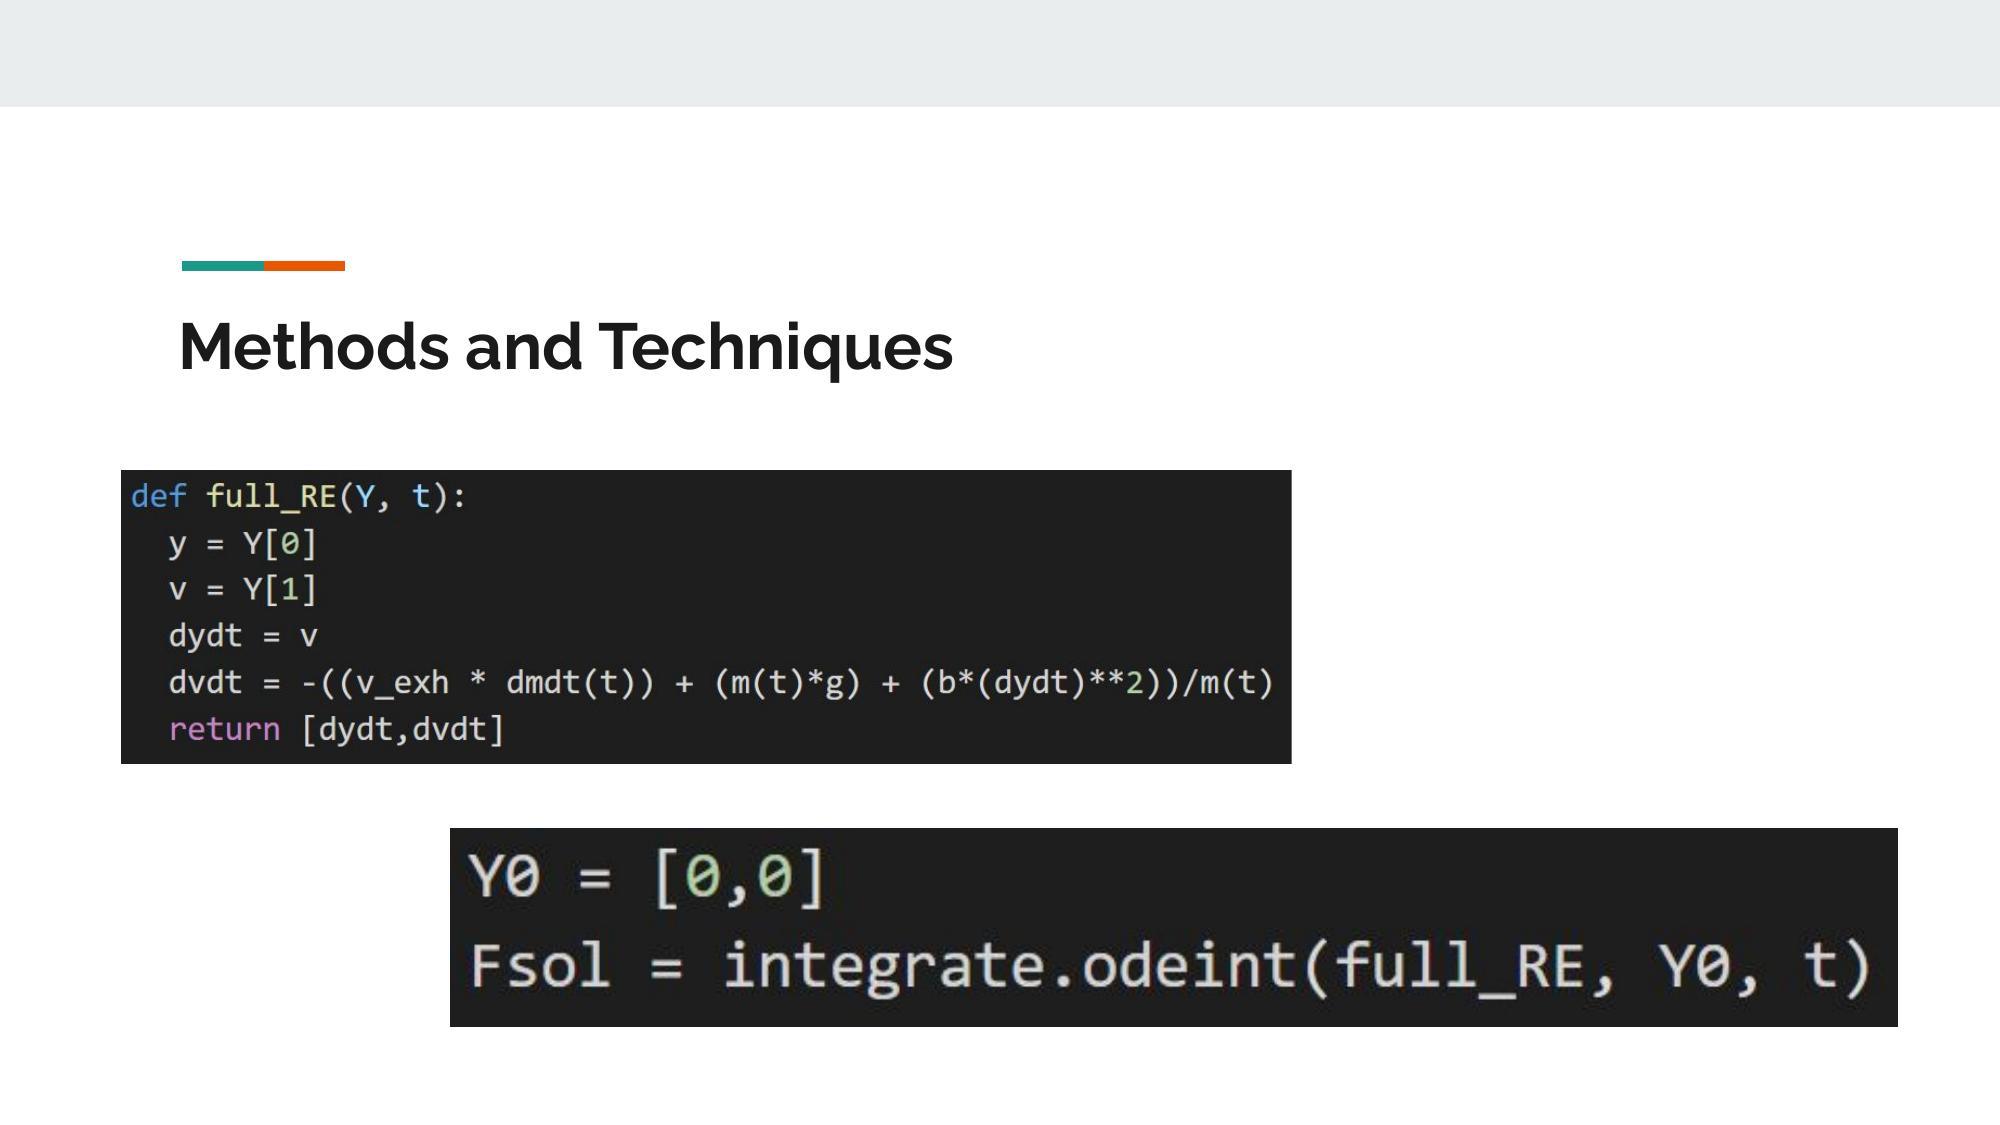 Methods and Techniques
def full_RE(Y, t):
  y = Y[0]
  v = Y[1]
  dydt = v
  dvdt = -((v_exh * dmdt(t)) + (m(t)*g) + (b*(dydt)**2))/m(t)
  return [dydt,dvdt]
Y0 = [0,0]
Fsol = integrate.odeint(full_RE, Y0, t)